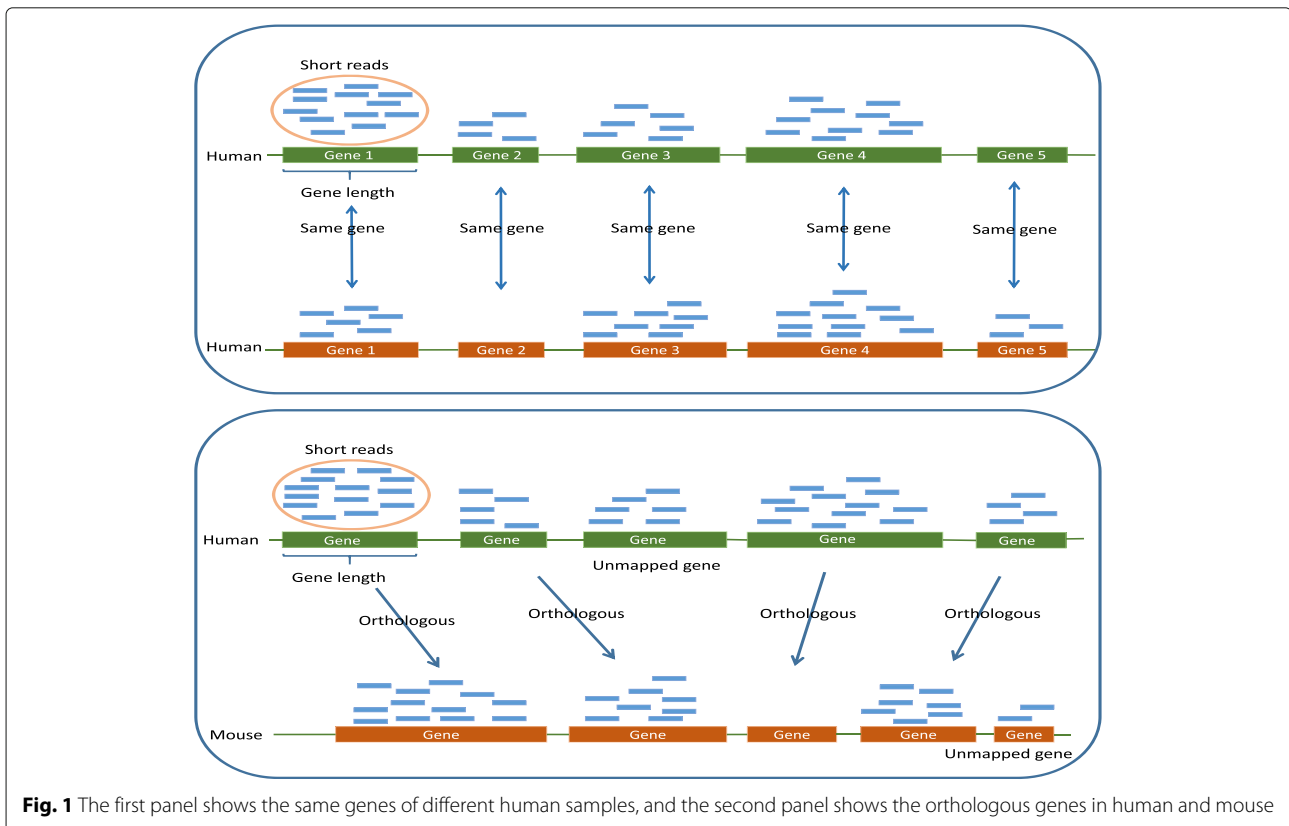 Short reads
Human Gene 1 Gene 2 Gene 3 Gene 4 Gene 5
Gene length
Same gene Same gene Same gene Same gene Same gene
Human Gene 1 Gene 2 Gene 3 Gene 4 Gene 5
Short reads
Human Gene Gene Gene Gene Gene
Unmapped gene
Gene length
Orthologous Orthologous Orthologous Orthologous
Mouse Gene Gene Gene Gene Gene
Unmapped gene
Fig. 1 The first panel shows the same genes of different human samples, and the second panel shows the orthologous genes in human and mouse